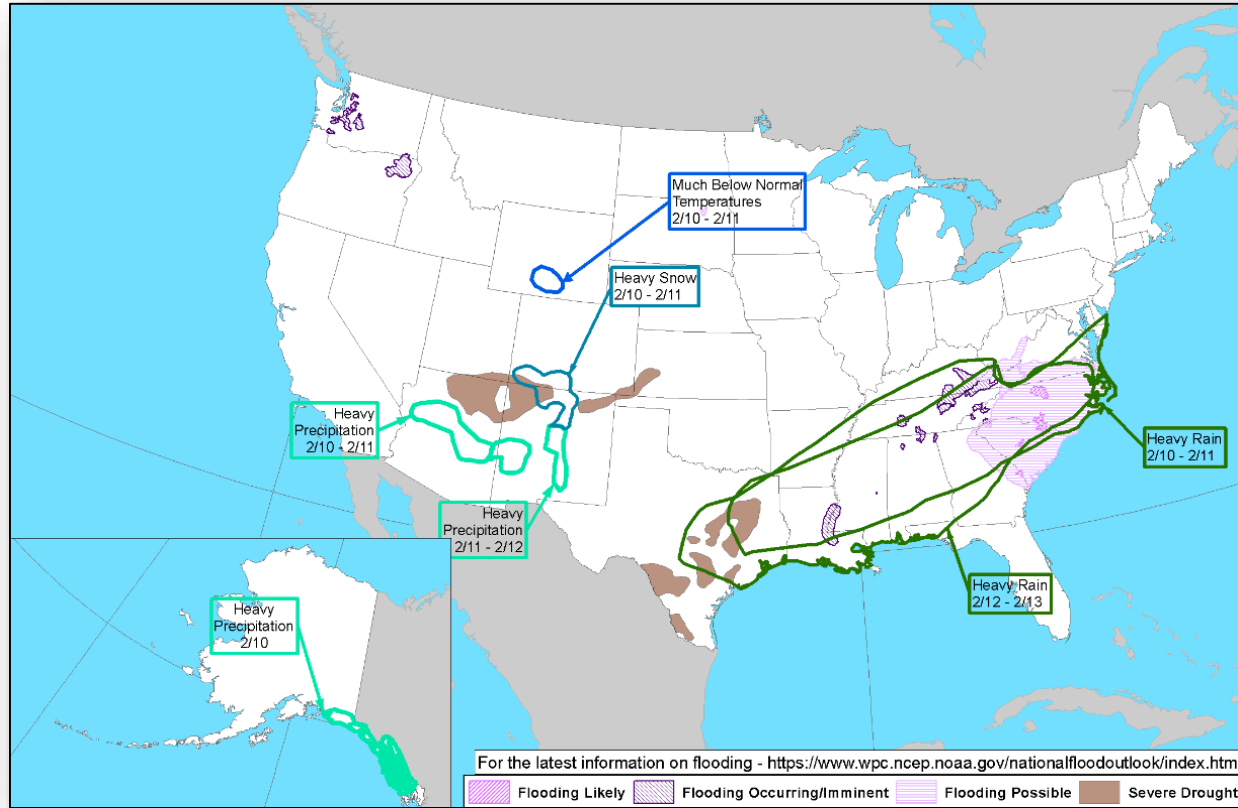 Much Below Normal
Temperatures
2/10 - 2/11
Heavy Snow
2/10 - 2/11
Heavy
Precipitation
2/10 - 2/11
Heavy Rain
2/10 - 2/11
Heavy
Precipitation
2/11 - 2/12
Heavy Rain
2/12 - 2/13
Heavy
Precipitation
2/10
For the latest information on flooding - https://www.wpc.ncep.noaa.gov/nationalfloodoutlook/index.htm
Flooding Likely Flooding Occurring/Imminent Flooding Possible Severe Drought